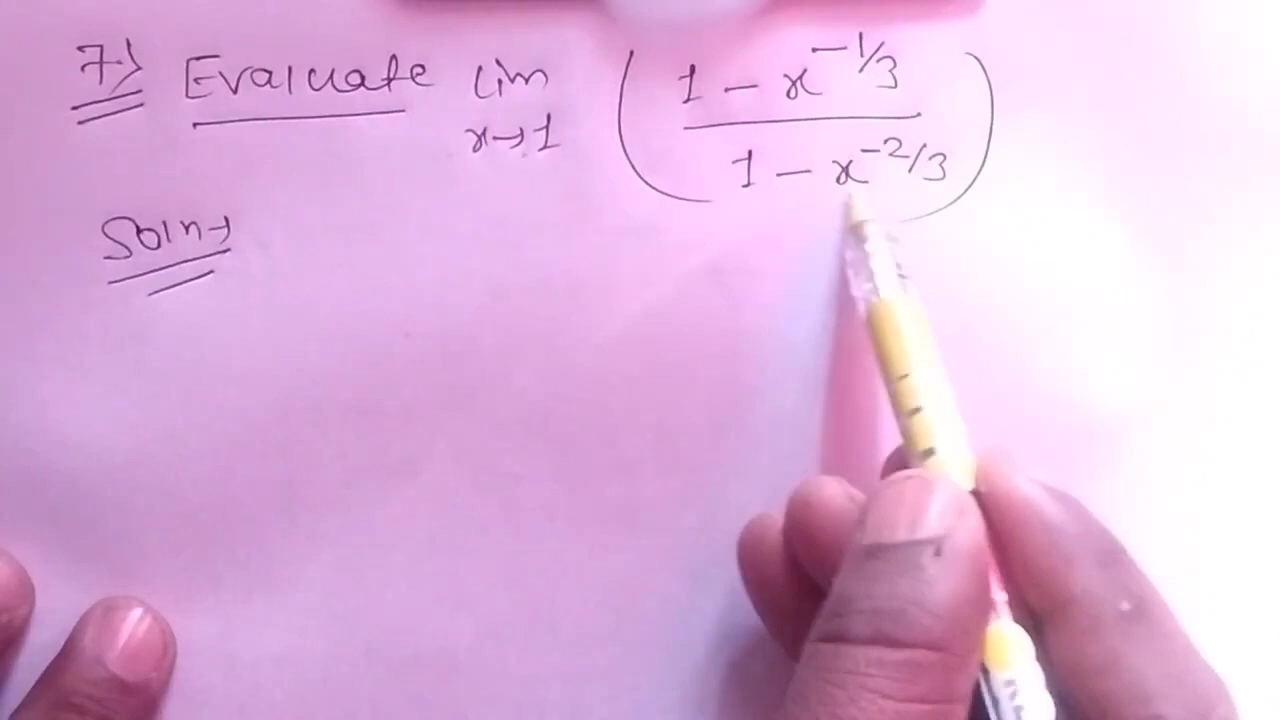 7.) Evaluate lim x→1 ( 1 − x^{-1/3} / 1 − x^{-2/3} )
Soln→